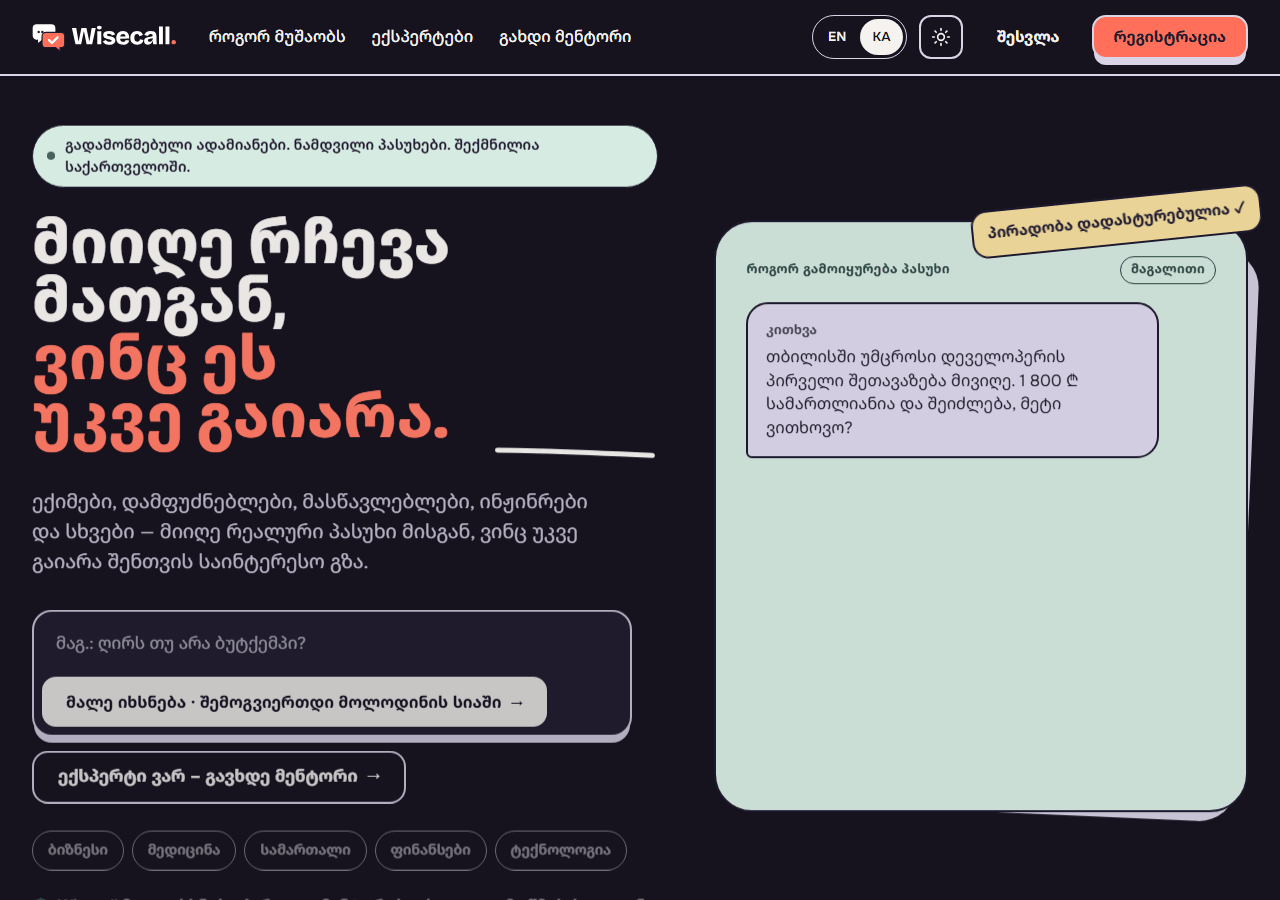 Wisecall.
როგორ მუშაობს
ექსპერტები
გახდი მენტორი
EN
KA
შესვლა
რეგისტრაცია
გადამოწმებული ადამიანები. ნამდვილი პასუხები. შექმნილია
საქართველოში.
მიიღე რჩევა
მათგან,
ვინც ეს
უკვე გაიარა.
ექიმები, დამფუძნებლები, მასწავლებლები, ინჟინრები
და სხვები — მიიღე რეალური პასუხი მისგან, ვინც უკვე
გაიარა შენთვის საინტერესო გზა.
მაგ.: ღირს თუ არა ბუტქემპი?
მალე იხსნება · შემოგვიერთდი მოლოდინის სიაში →
ექსპერტი ვარ – გავხდე მენტორი →
ბიზნესი
მედიცინა
სამართალი
ფინანსები
ტექნოლოგია
პირადობა დადასტურებულია ✓
როგორ გამოიყურება პასუხი
მაგალითი
კითხვა
თბილისში უმცროსი დეველოპერის
პირველი შეთავაზება მივიღე. 1 800 ₾
სამართლიანია და შეიძლება, მეტი
ვითხოვო?